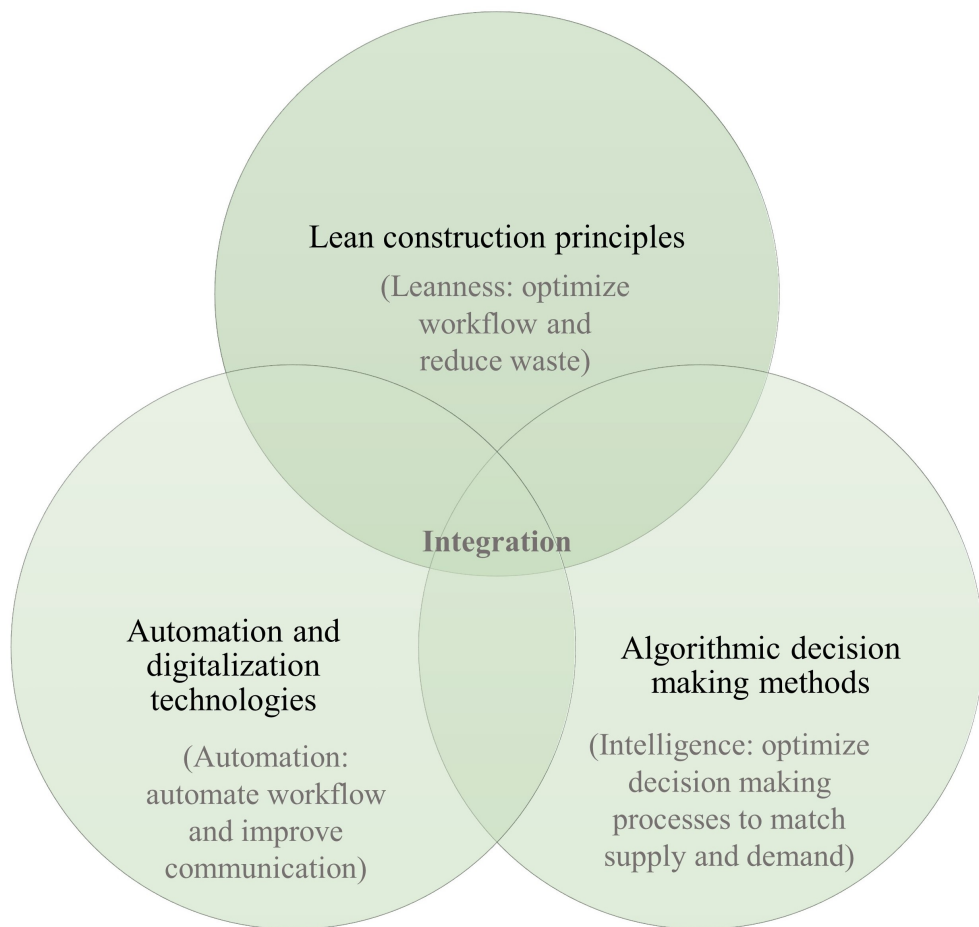 Lean construction principles
(Leanness: optimize
workflow and
reduce waste)
Integration
Automation and
digitalization
technologies
(Automation:
automate workflow
and improve
communication)
Algorithmic decision
making methods
(Intelligence: optimize
decision making
processes to match
supply and demand)